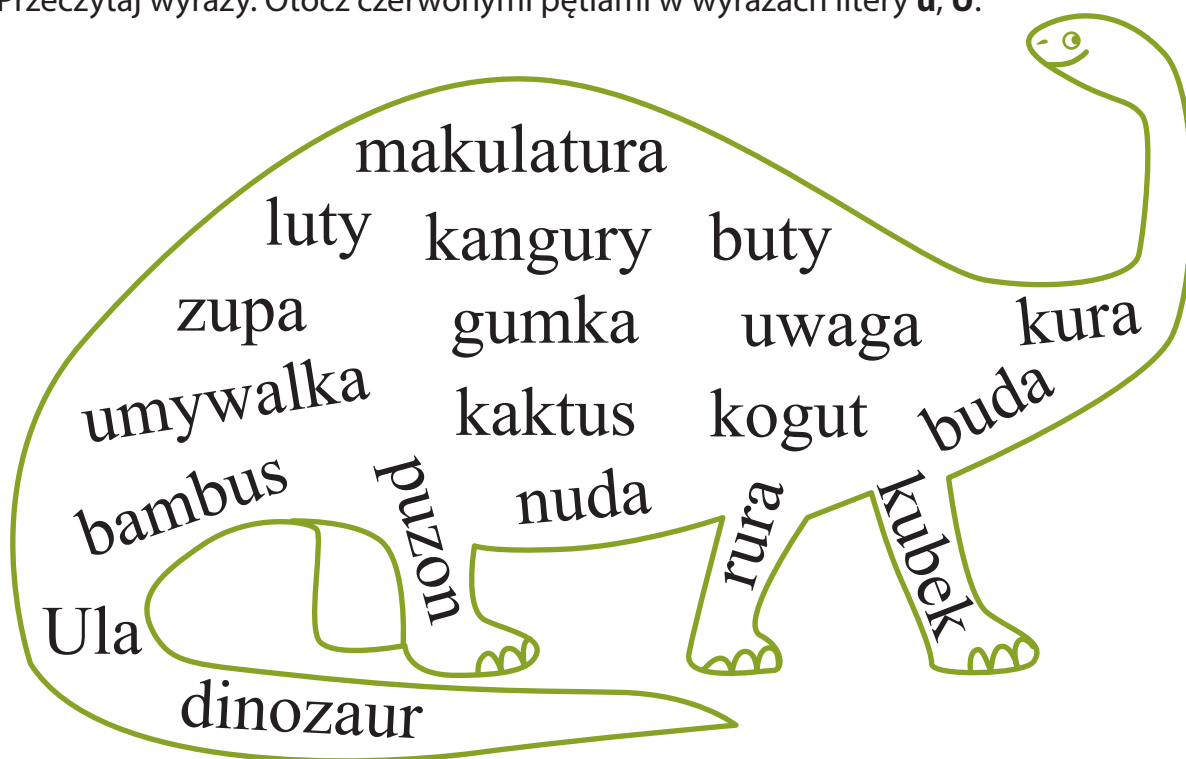 Przeczytaj wyrazy. Otocz czerwonymi pętlami w wyrazach litery u, U.
makulatura
luty kangury buty
zupa gumka uwaga kura
umywalka kaktus kogut buda
bambus puzon nuda rura kubek
Ula
dinozaur